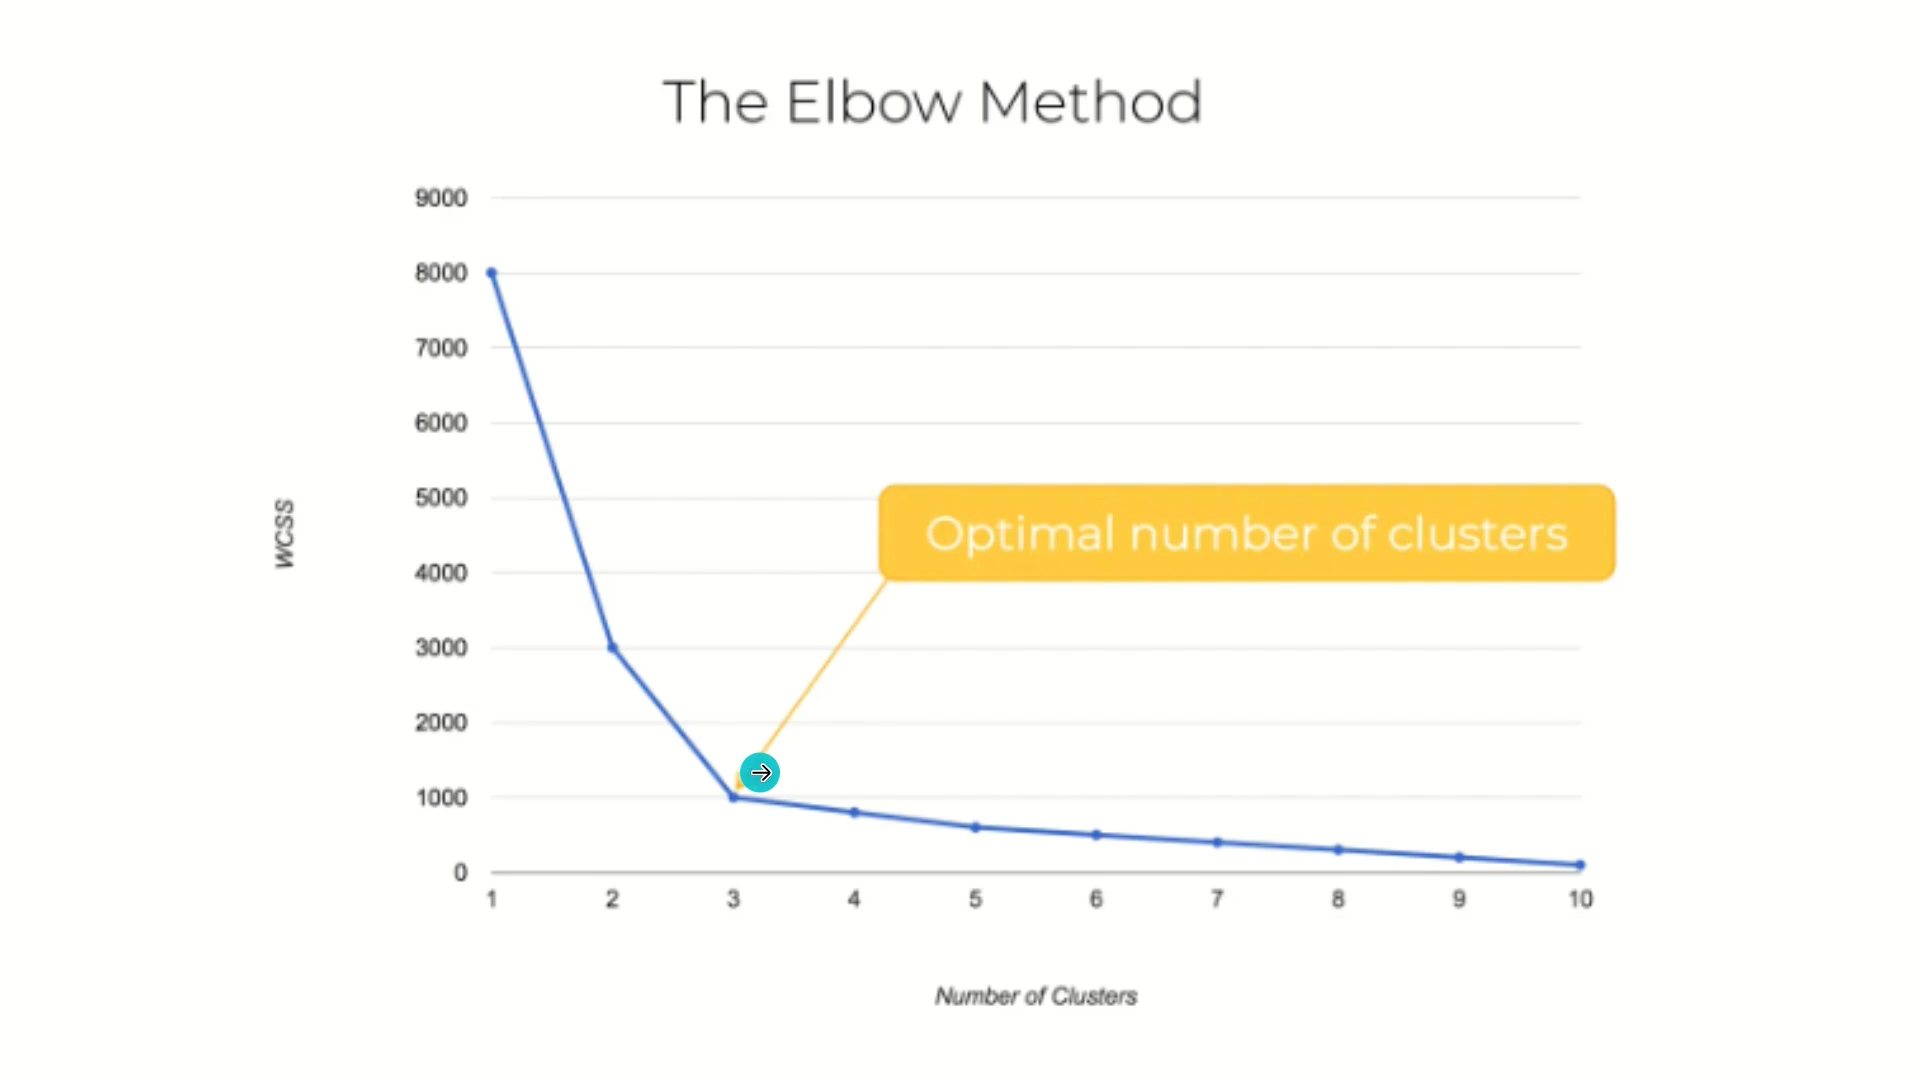 The Elbow Method
9000
8000
7000
6000
5000
4000
3000
2000
1000
0
WCSS
Optimal number of clusters
1 2 3 4 5 6 7 8 9 10
Number of Clusters